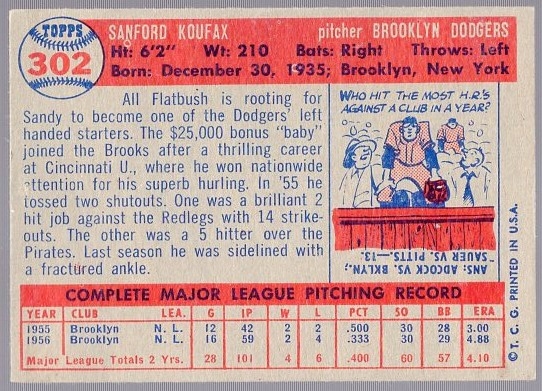 TOPPS
302
SANFORD KOUFAX pitcher BROOKLYN DODGERS
Ht: 6'2" Wt: 210 Bats: Right Throws: Left
Born: December 30, 1935; Brooklyn, New York
All Flatbush is rooting for
Sandy to become one of the Dodgers' left
handed starters. The $25,000 bonus "baby"
joined the Brooks after a thrilling career
at Cincinnati U., where he won nationwide
attention for his superb hurling. In '55 he
tossed two shutouts. One was a brilliant 2
hit job against the Redlegs with 14 strike-
outs. The other was a 5 hitter over the
Pirates. Last season he was sidelined with
a fractured ankle.
WHO HIT THE MOST H.R.'S
AGAINST A CLUB IN A YEAR?
ANS: ADCOCK VS. BKLYN.;
SAUER VS. PITTS.—13.
© T. C. G. PRINTED IN U.S.A.
COMPLETE MAJOR LEAGUE PITCHING RECORD
YEAR CLUB LEA. G IP W L PCT SO BB ERA
1955 Brooklyn N. L. 12 42 2 2 .500 30 28 3.00
1956 Brooklyn N. L. 16 59 2 4 .333 30 29 4.88
Major League Totals 2 Yrs. 28 101 4 6 .400 60 57 4.10